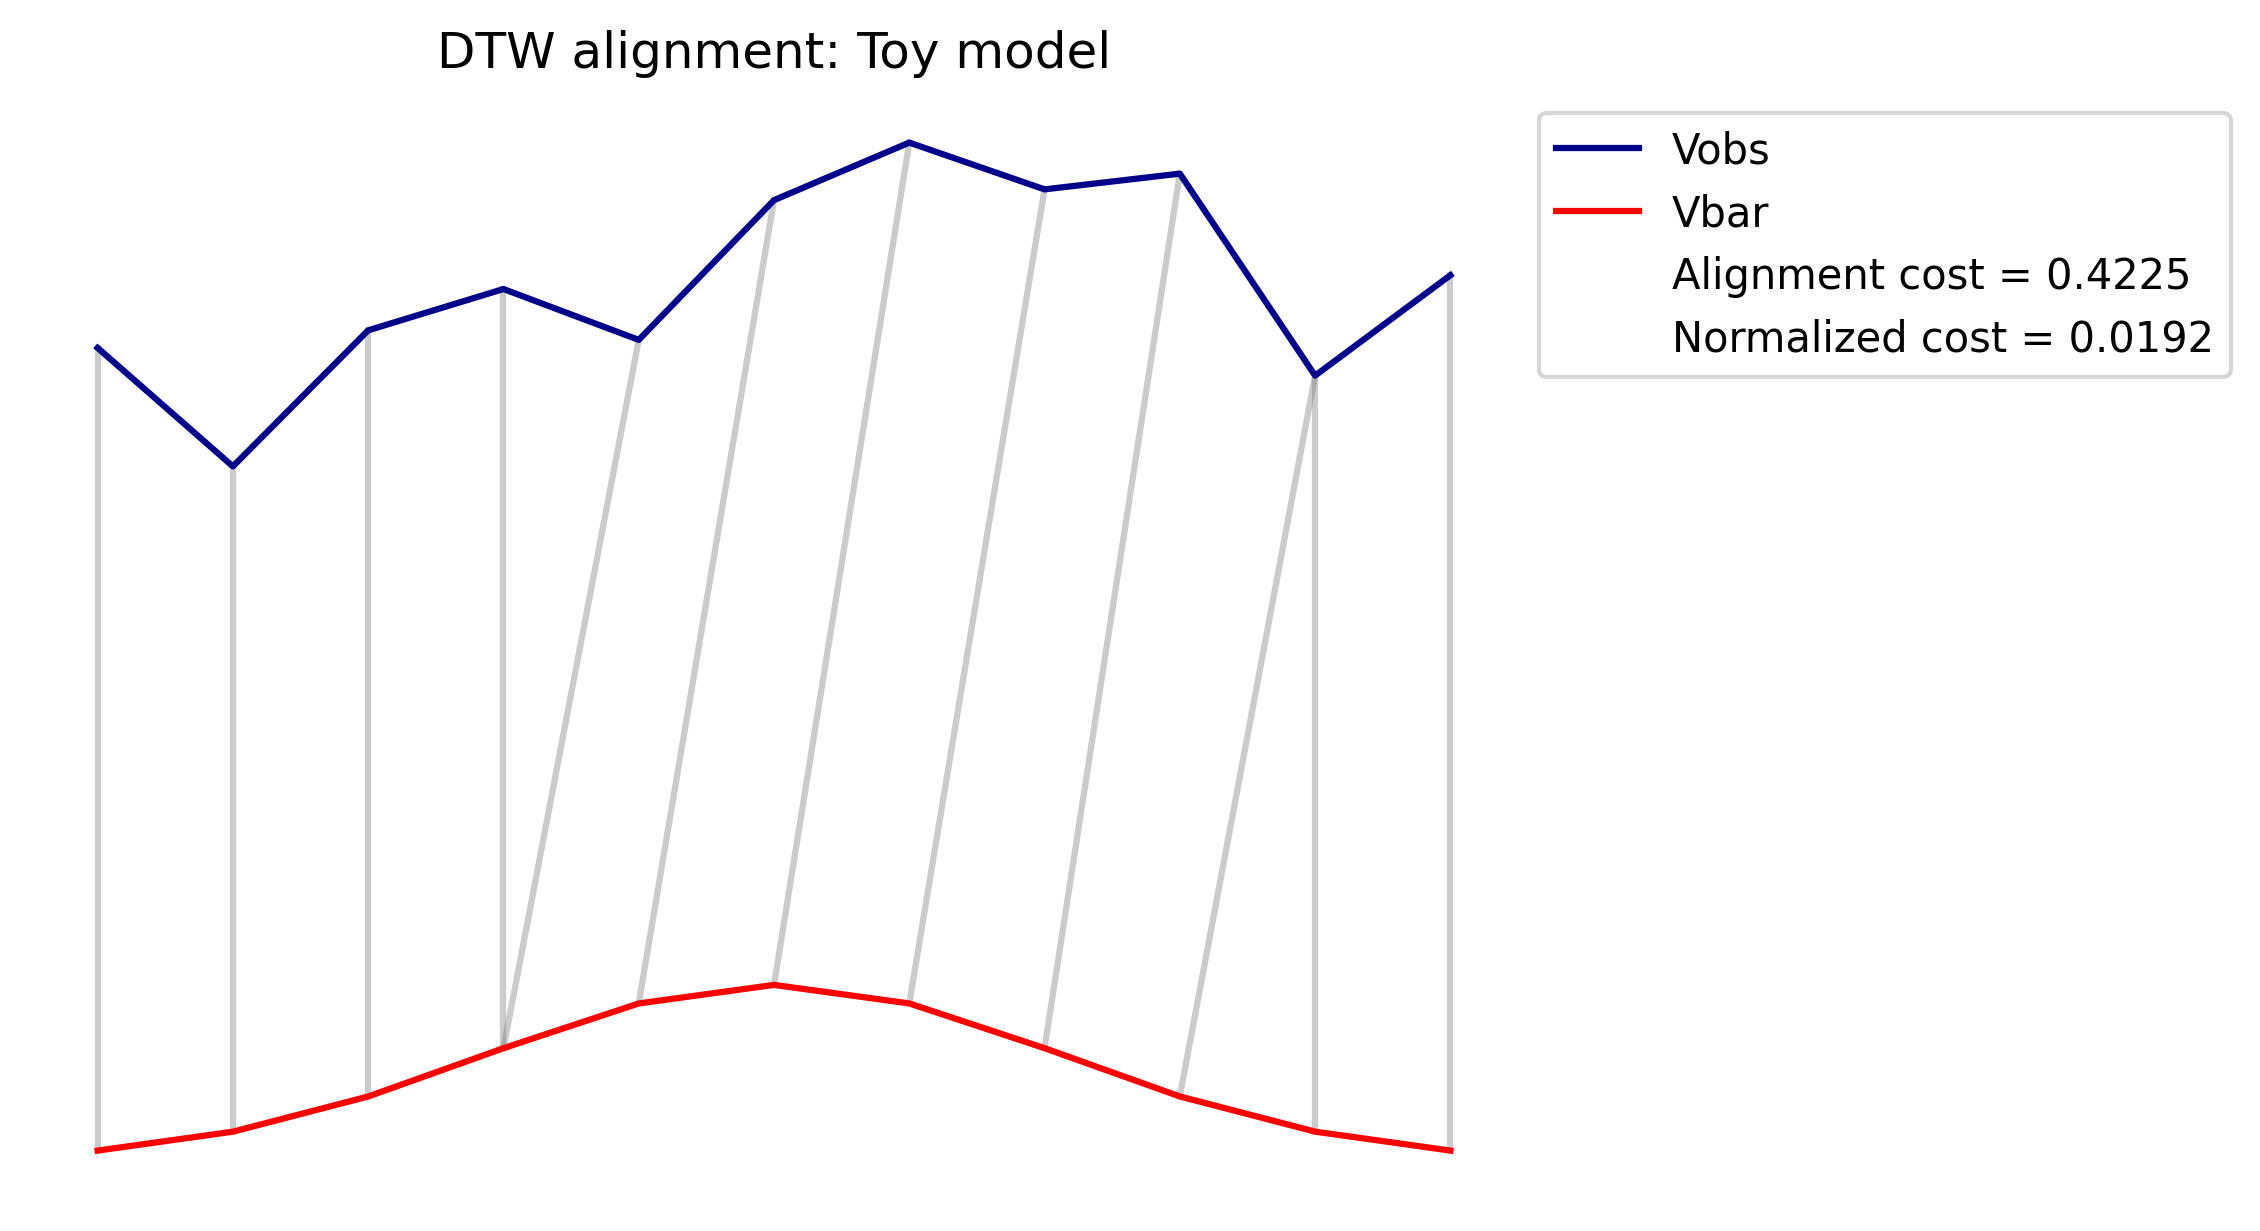 DTW alignment: Toy model
Vobs
Vbar
Alignment cost = 0.4225
Normalized cost = 0.0192